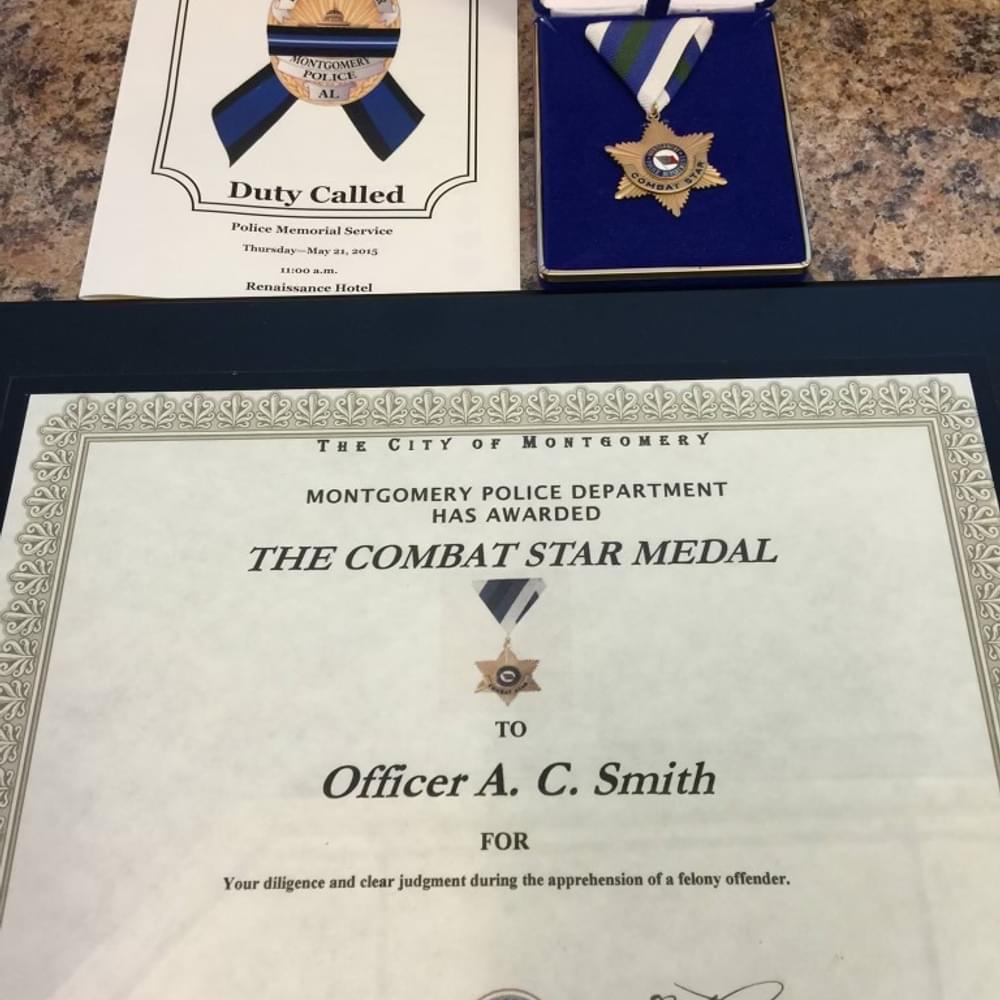 MONTGOMERY
POLICE
AL
Duty Called
Police Memorial Service
Thursday—May 21, 2015
11:00 a.m.
Renaissance Hotel
COMBAT STAR
THE CITY OF MONTGOMERY
MONTGOMERY POLICE DEPARTMENT
HAS AWARDED
THE COMBAT STAR MEDAL
COMBAT STAR
TO
Officer A. C. Smith
FOR
Your diligence and clear judgment during the apprehension of a felony offender.